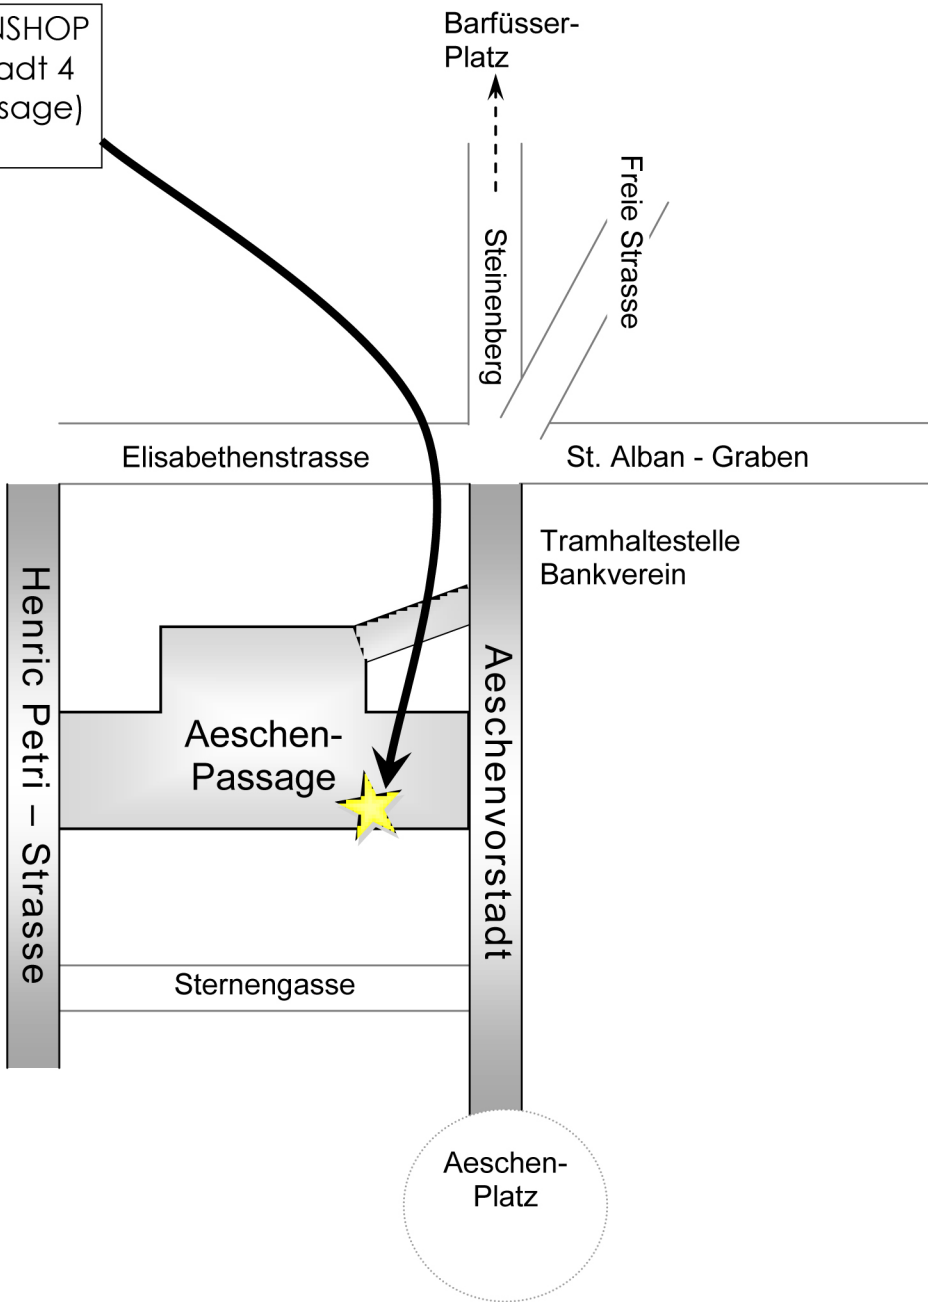 Barfüsser-
Platz
adt 4
sage)
Freie Strasse
Steinenberg
Elisabethenstrasse
St. Alban - Graben
Tramhaltestelle
Bankverein
Henric Petri – Strasse
Aeschenvorstadt
Aeschen-
Passage
Sternengasse
Aeschen-
Platz